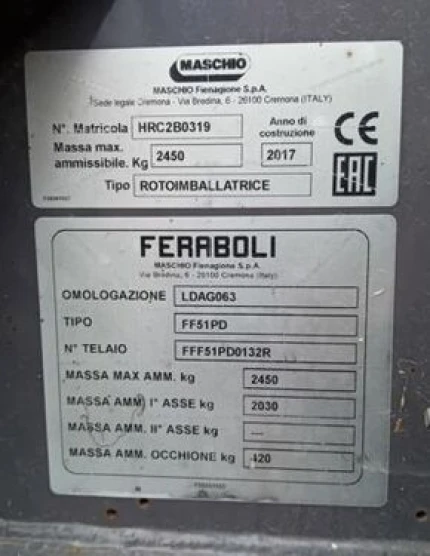 MASCHIO
MASCHIO Fienagione S.p.A.
Sede legale Cremona - Via Bredina, 6 - 26100 Cremona (ITALY)
N°. Matricola HRC2B0319 Anno di costruzione
Massa max. ammissibile. Kg 2450 2017
Tipo ROTOIMBALLATRICE
CE
EAC
FERABOLI
MASCHIO Fienagione S.p.A.
Via Bredina, 6 - 26100 Cremona (Italy)
OMOLOGAZIONE LDAG063
TIPO FF51PD
N° TELAIO FFF51PD0132R
MASSA MAX AMM. kg 2450
MASSA AMM. I° ASSE kg 2030
MASSA AMM. II° ASSE kg ---
MASSA AMM. OCCHIONE kg 420